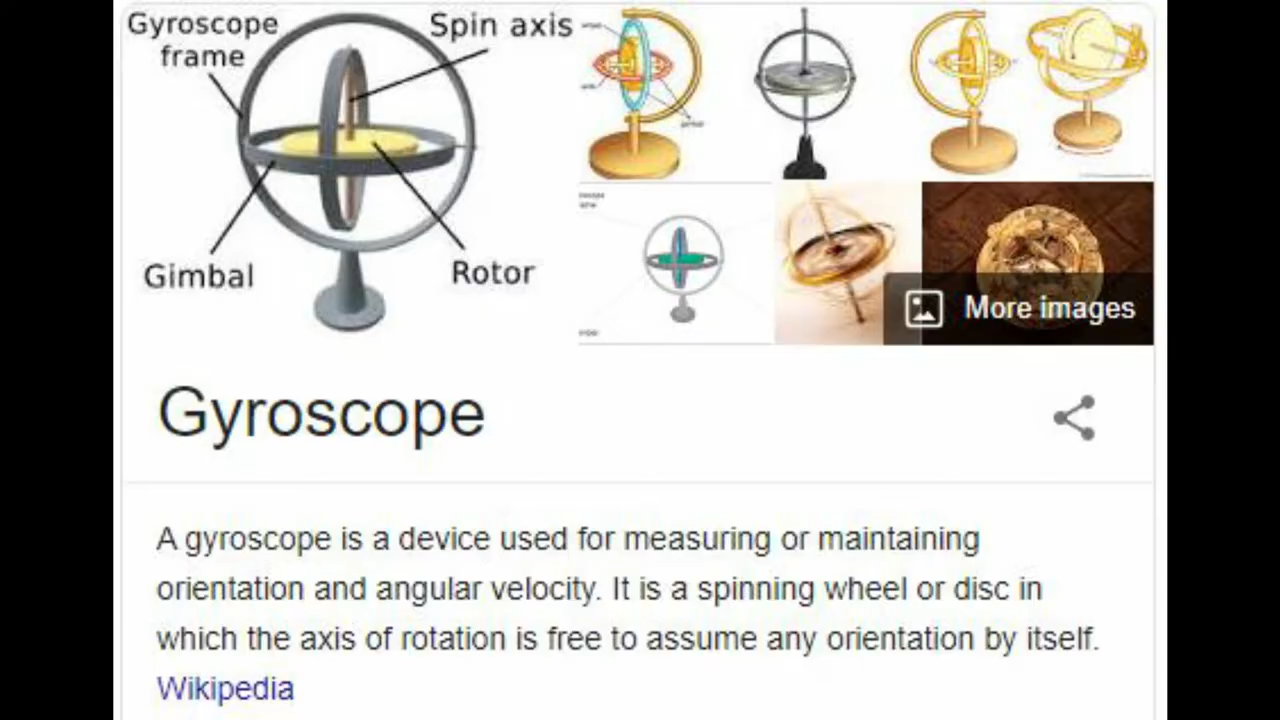 Gyroscope
frame
Spin axis
Gimbal
Rotor
More images
Gyroscope
A gyroscope is a device used for measuring or maintaining
orientation and angular velocity. It is a spinning wheel or disc in
which the axis of rotation is free to assume any orientation by itself.
Wikipedia